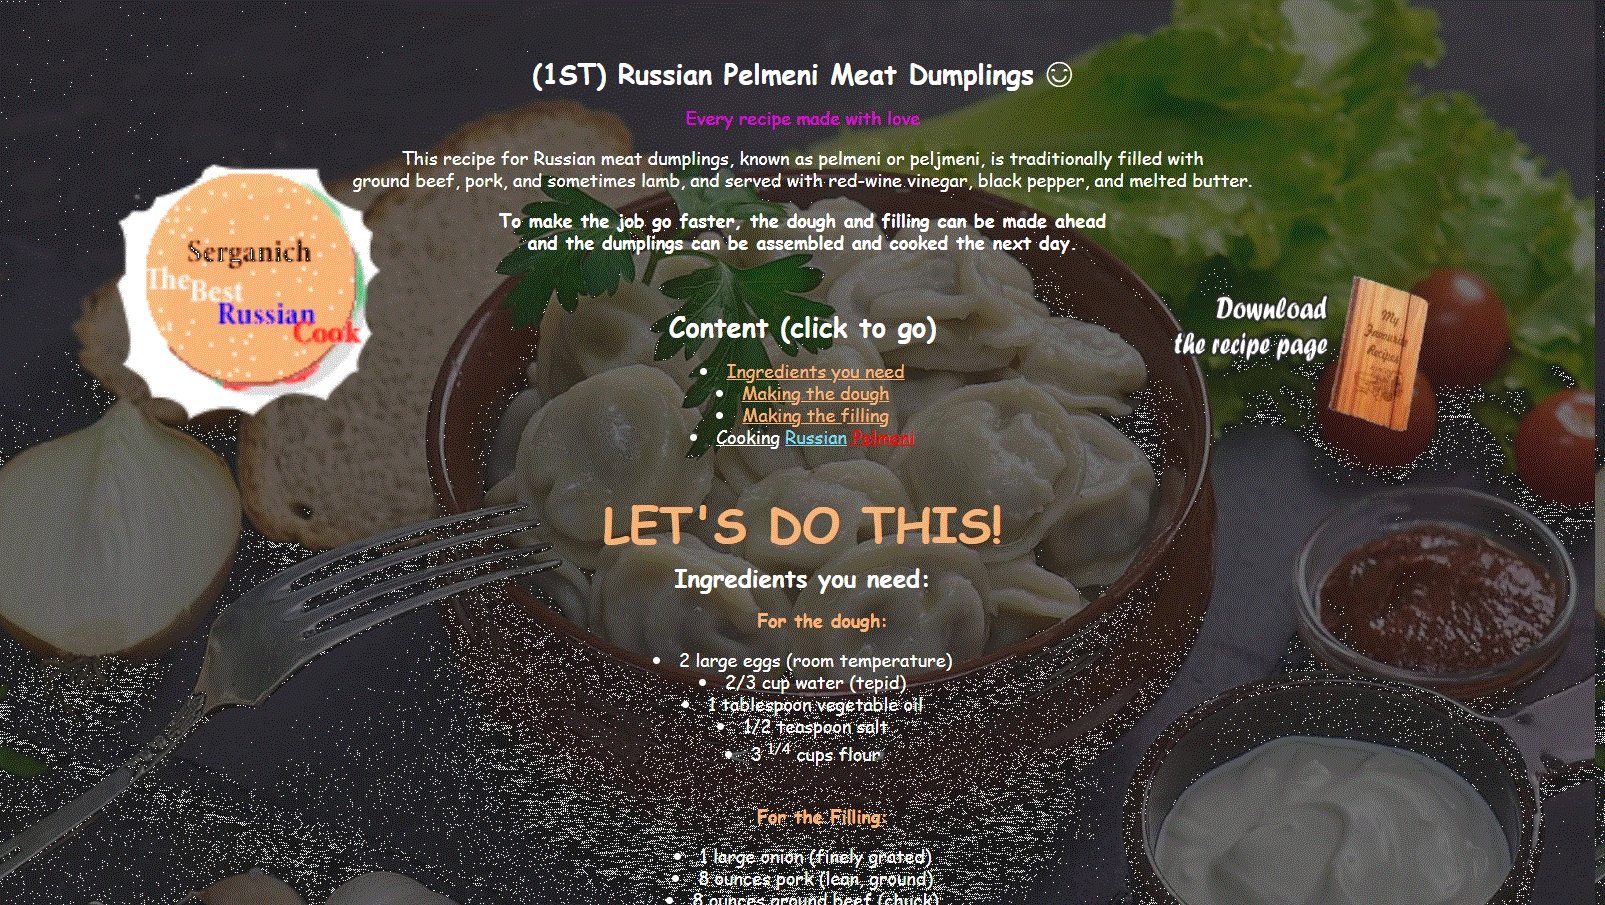 (1ST) Russian Pelmeni Meat Dumplings ☺
Every recipe made with love
This recipe for Russian meat dumplings, known as pelmeni or peljmeni, is traditionally filled with
ground beef, pork, and sometimes lamb, and served with red-wine vinegar, black pepper, and melted butter.
To make the job go faster, the dough and filling can be made ahead
and the dumplings can be assembled and cooked the next day.
Serganich
The
Best
Russian
Cook
Download
the recipe page
My
Favourite
Recipes
Content (click to go)
• Ingredients you need
• Making the dough
• Making the filling
• Cooking Russian Pelmeni
LET'S DO THIS!
Ingredients you need:
For the dough:
• 2 large eggs (room temperature)
• 2/3 cup water (tepid)
• 1 tablespoon vegetable oil
• 1/2 teaspoon salt
• 3 1/4 cups flour
For the Filling:
• 1 large onion (finely grated)
• 8 ounces pork (lean, ground)
• 8 ounces ground beef (chuck)